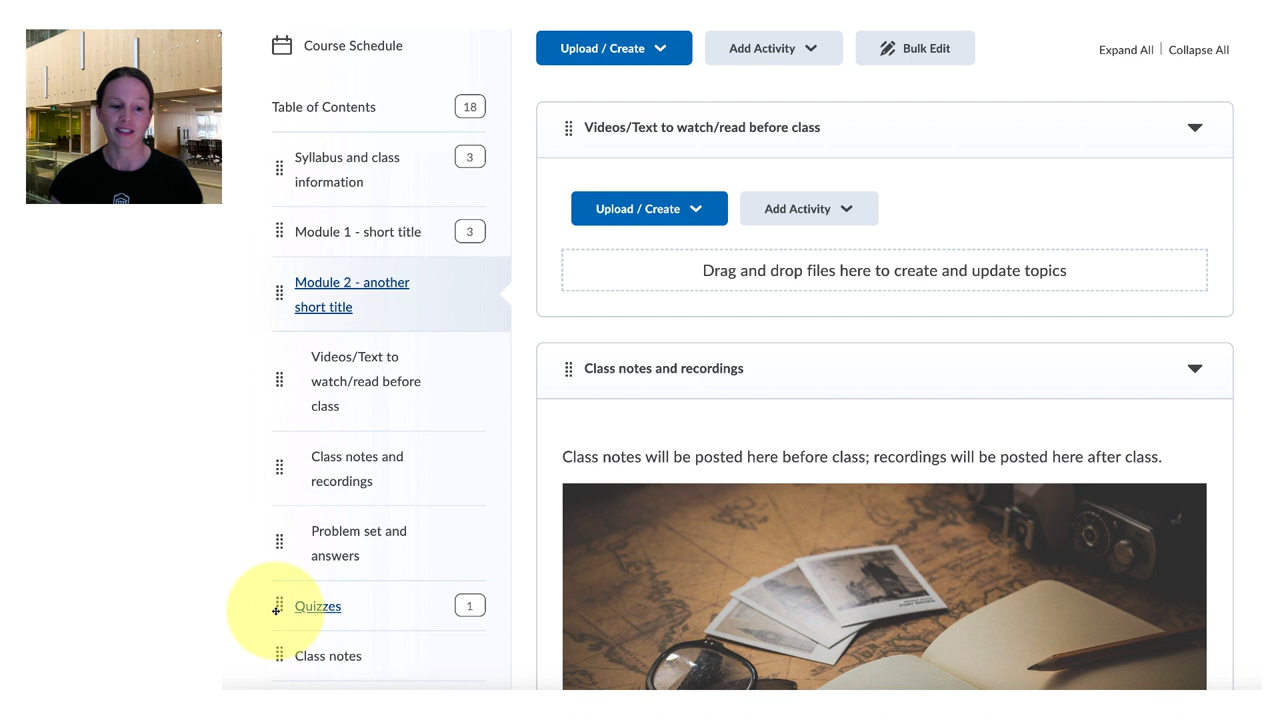 Course Schedule
Table of Contents
18
Syllabus and class
information
3
Module 1 - short title
3
Module 2 - another
short title
Videos/Text to
watch/read before
class
Class notes and
recordings
Problem set and
answers
Quizzes
1
Class notes
Upload / Create
Add Activity
Bulk Edit
Expand All | Collapse All
Videos/Text to watch/read before class
Upload / Create
Add Activity
Drag and drop files here to create and update topics
Class notes and recordings
Class notes will be posted here before class; recordings will be posted here after class.